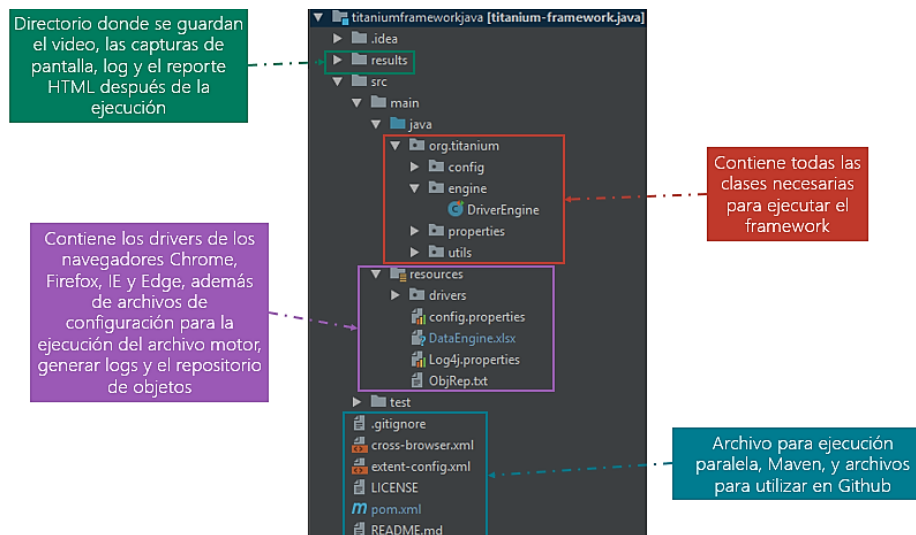 Directorio donde se guardan
el video, las capturas de
pantalla, log y el reporte
HTML después de la
ejecución
Contiene los drivers de los
navegadores Chrome,
Firefox, IE y Edge, además
de archivos de
configuración para la
ejecución del archivo motor,
generar logs y el repositorio
de objetos
titaniumframeworkjava [titanium-framework.java]
.idea
results
src
main
java
org.titanium
config
engine
DriverEngine
properties
utils
resources
drivers
config.properties
DataEngine.xlsx
Log4j.properties
ObjRep.txt
test
.gitignore
cross-browser.xml
extent-config.xml
LICENSE
pom.xml
README.md
Contiene todas las
clases necesarias
para ejecutar el
framework
Archivo para ejecución
paralela, Maven, y archivos
para utilizar en Github